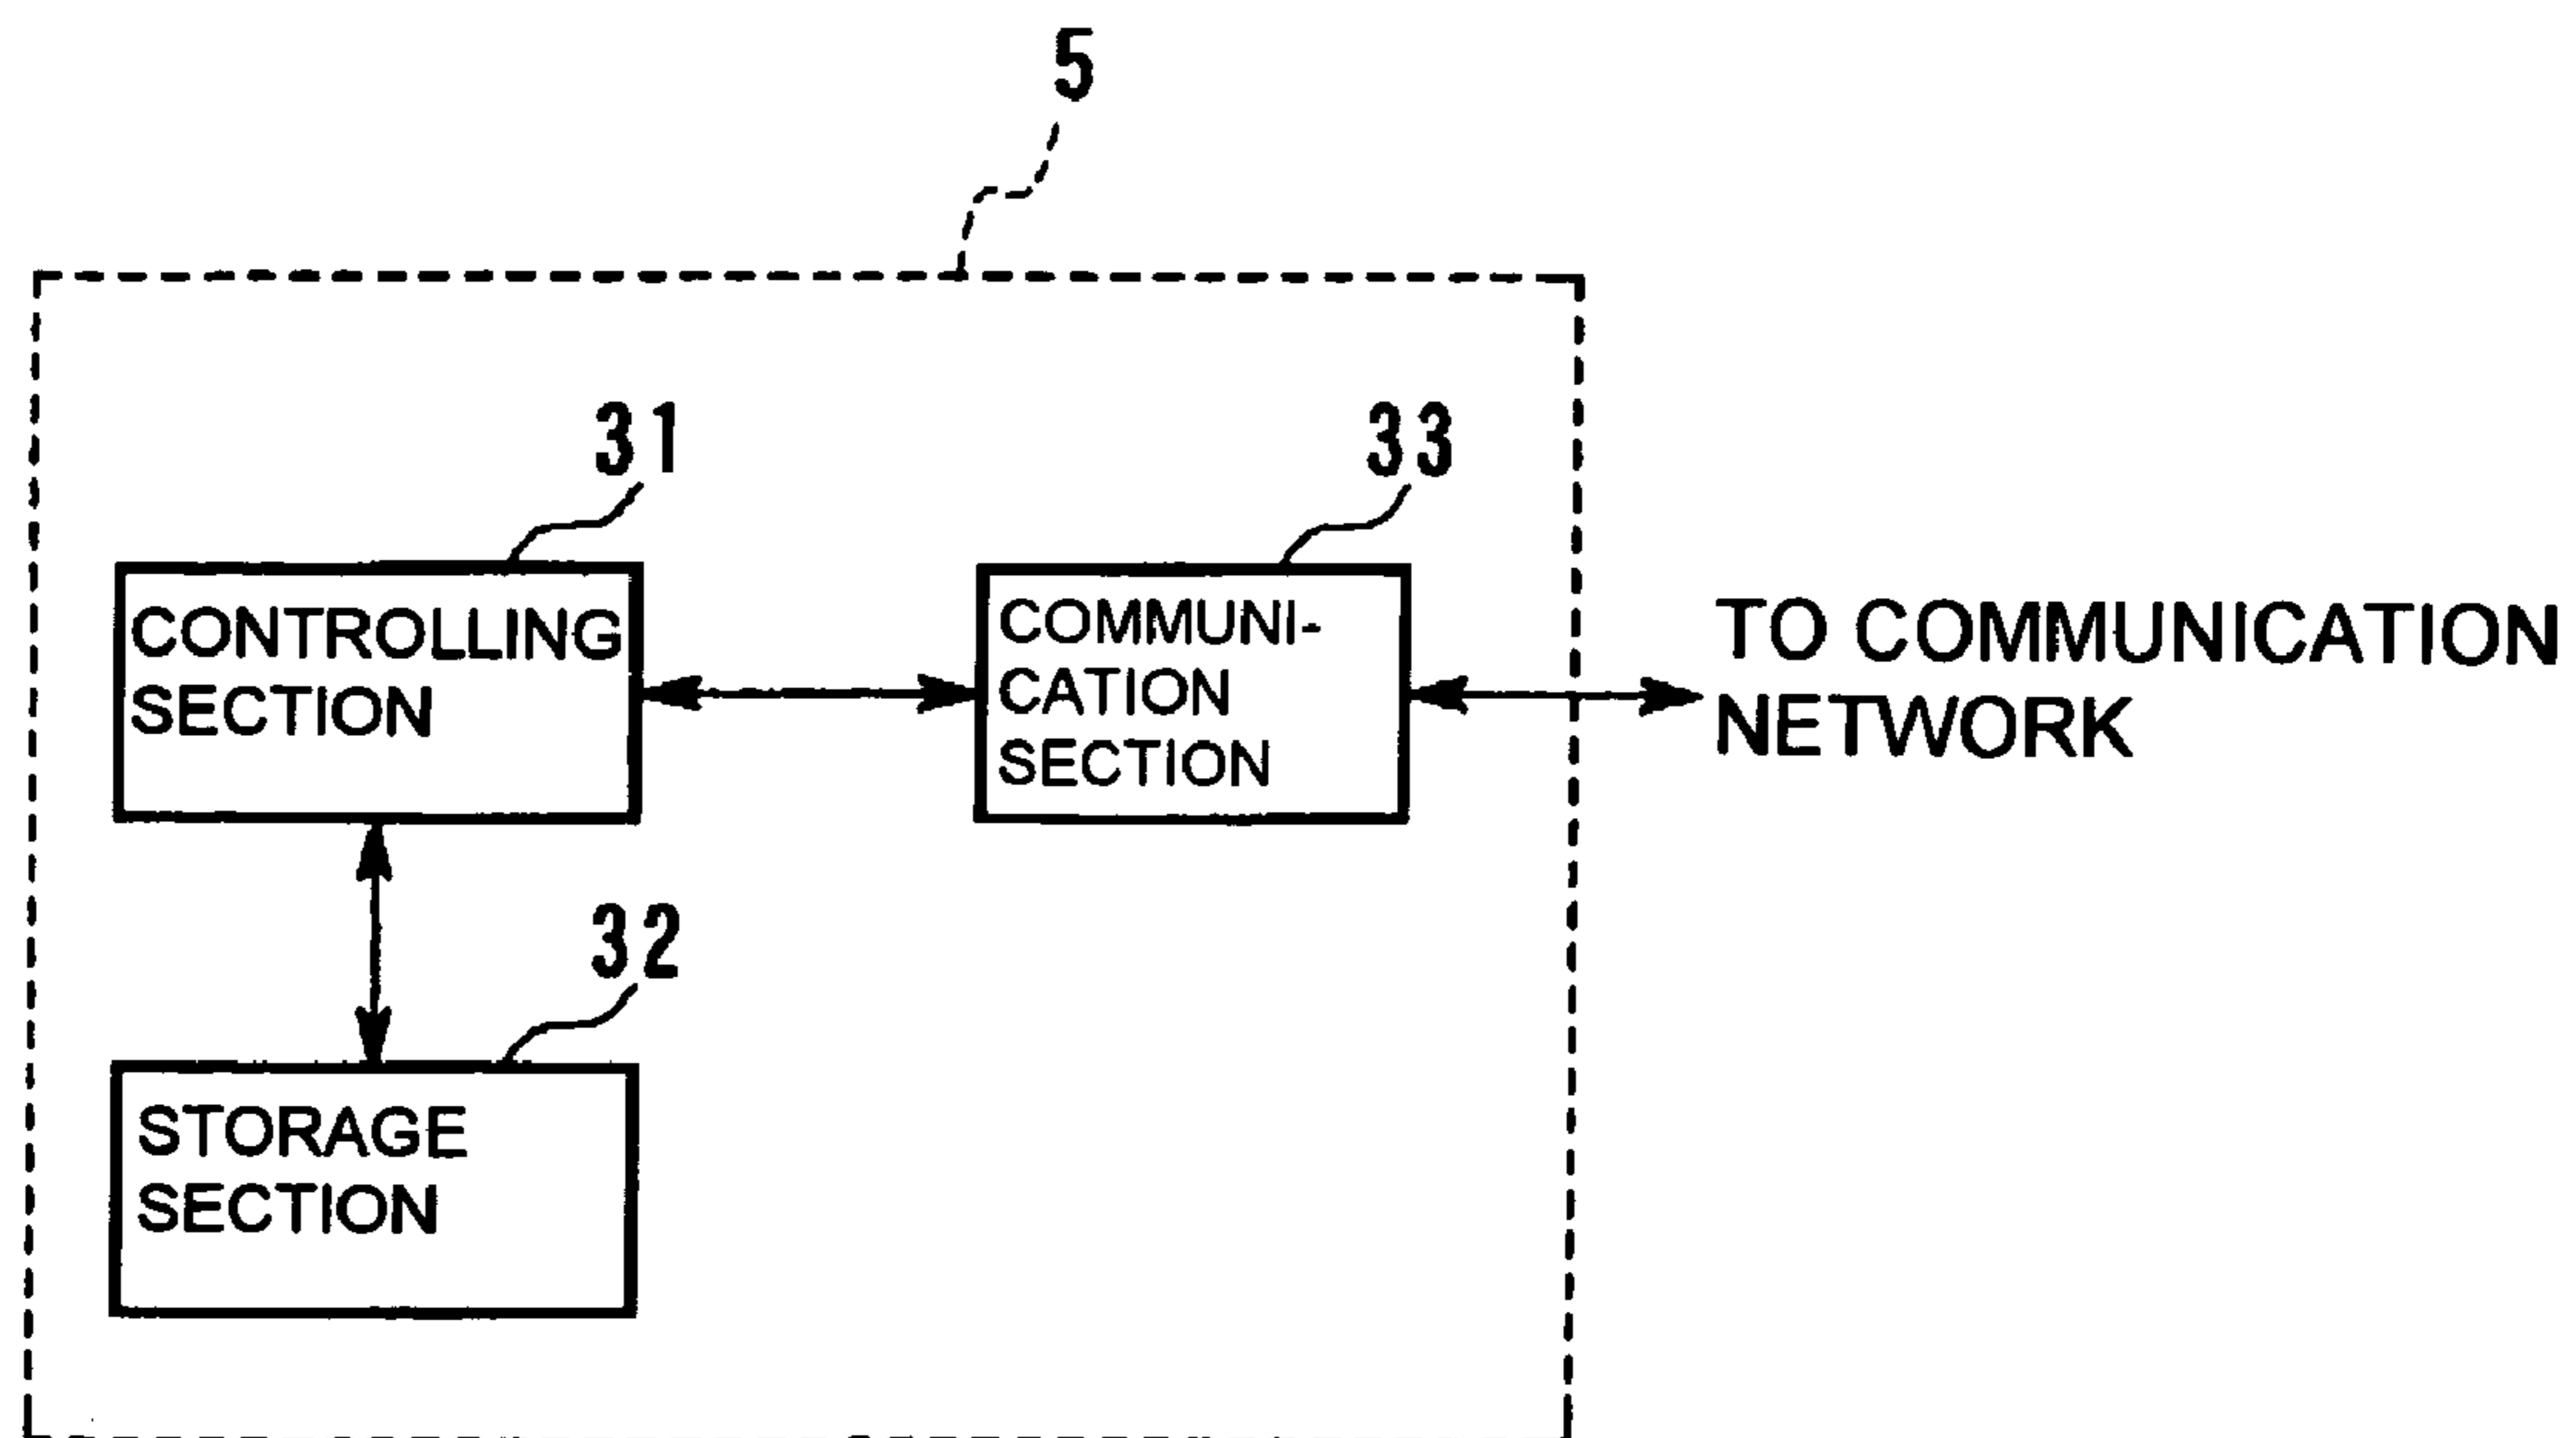 5
31
33
CONTROLLING
SECTION
COMMUNI-
CATION
SECTION
TO COMMUNICATION
NETWORK
32
STORAGE
SECTION